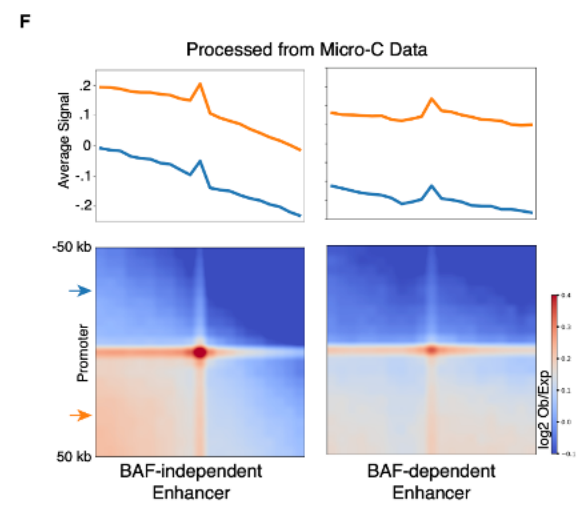 F
Processed from Micro-C Data
Average Signal
.2
.1
0
-.1
-.2
-50 kb
Promoter
50 kb
BAF-independent
Enhancer
BAF-dependent
Enhancer
log2 Ob/Exp
0.4
0.3
0.2
0.1
0.0
-0.1